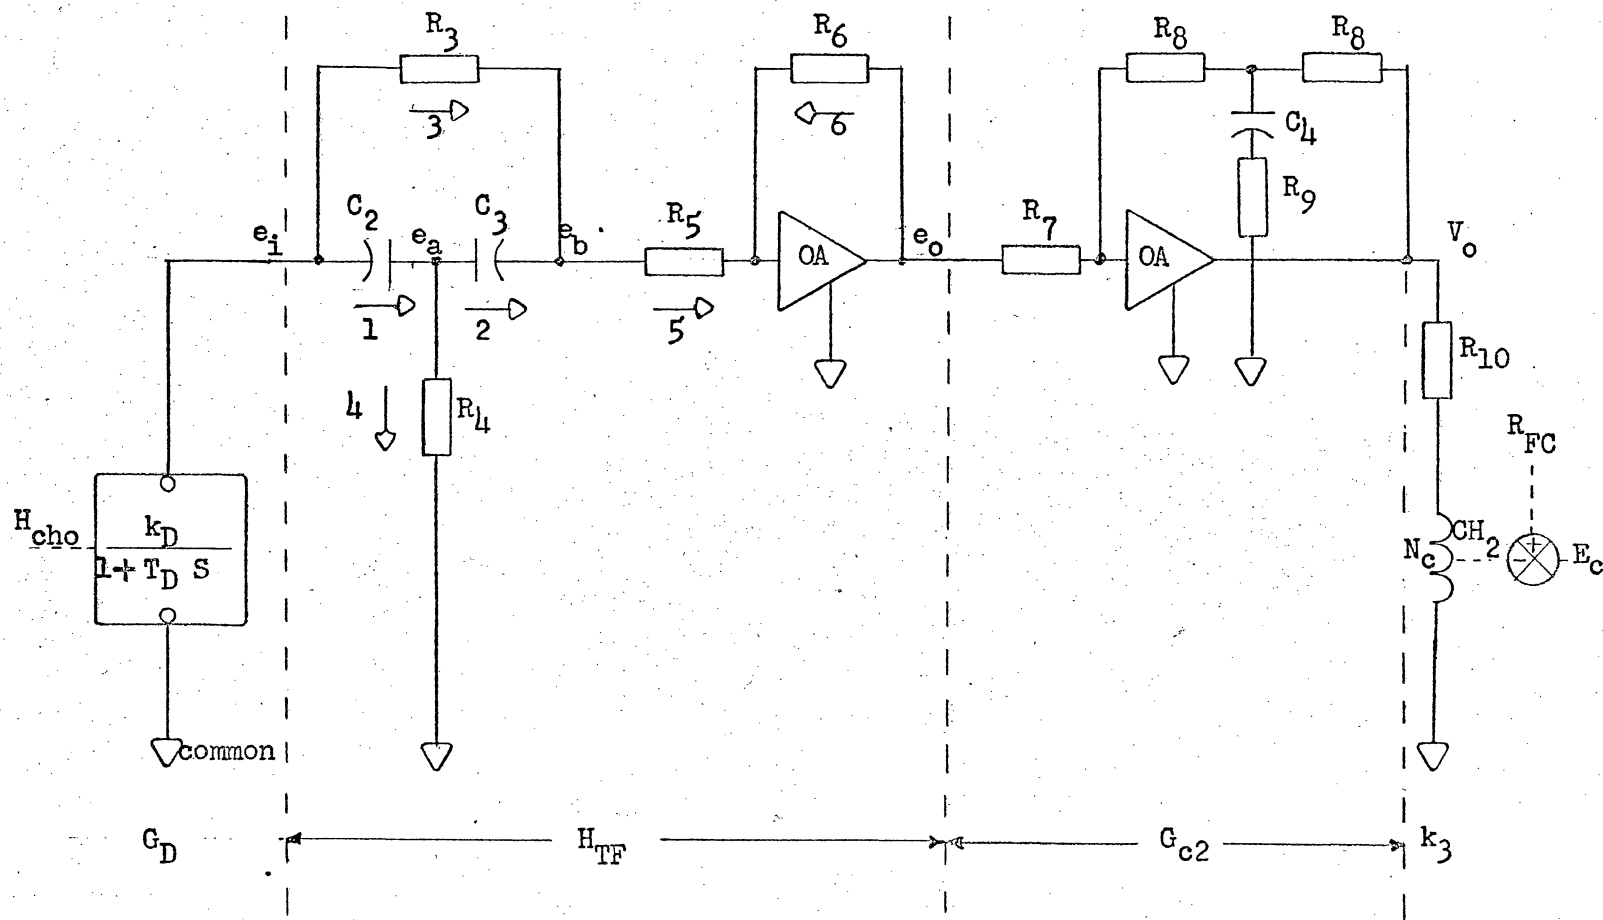 R3
R6
R8
R8
3
6
C4
C2
C3
R9
ei
ea
eb
R5
OA
eo
R7
OA
Vo
1
2
5
R10
4
R4
RFC
Hcho
kD
1+ TD S
Nc
CH2
+
-
Ec
common
GD
HTF
Gc2
k3